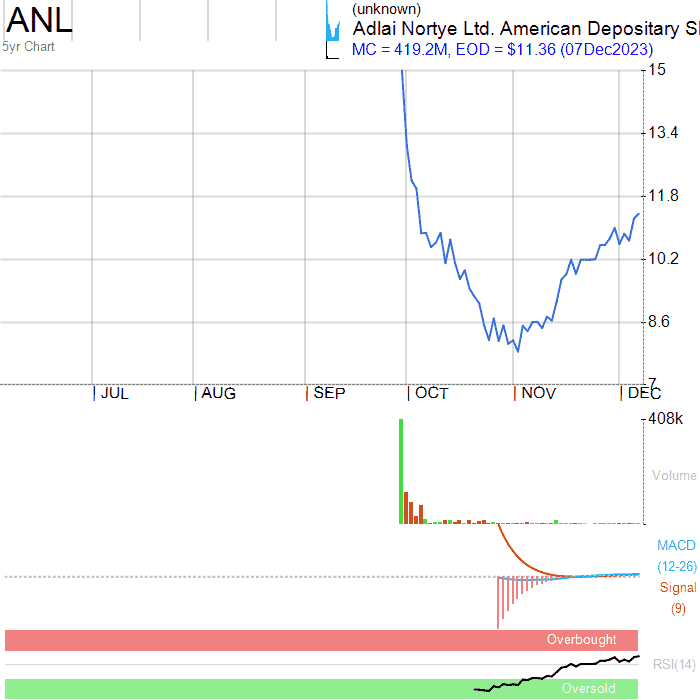 ANL
(unknown)
Adlai Nortye Ltd. American Depositary S
5yr Chart
MC = 419.2M, EOD = $11.36 (07Dec2023)
15
13.4
11.8
10.2
8.6
7
JUL
AUG
SEP
OCT
NOV
DEC
408k
Volume
MACD
(12-26)
Signal
(9)
Overbought
RSI(14)
Oversold